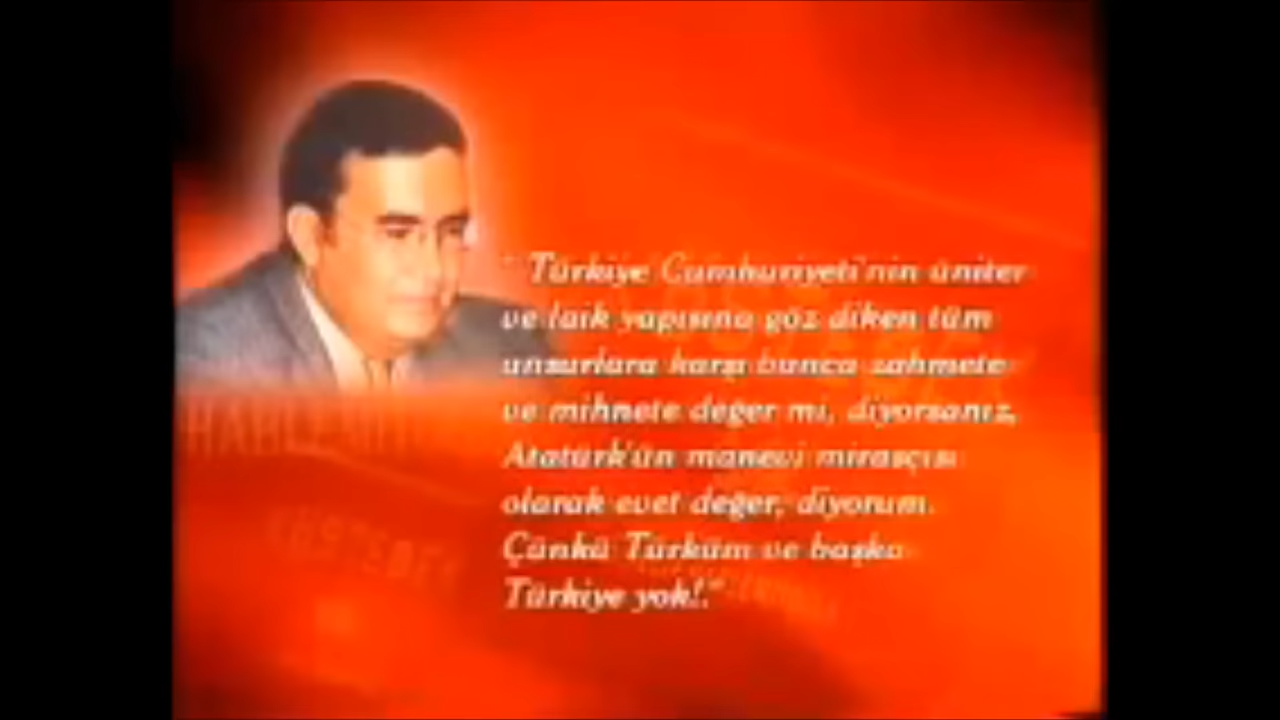 " Türkiye Cumhuriyeti'nin üniter
ve laik yapısına göz diken tüm
unsurlara karşı bunca zahmete
ve mihnete değer mi, diyorsanız,
Atatürk'ün manevi mirasçısı
olarak evet değer, diyorum.
Çünkü Türküm ve başka
Türkiye yok!."
KÖSTEBEK